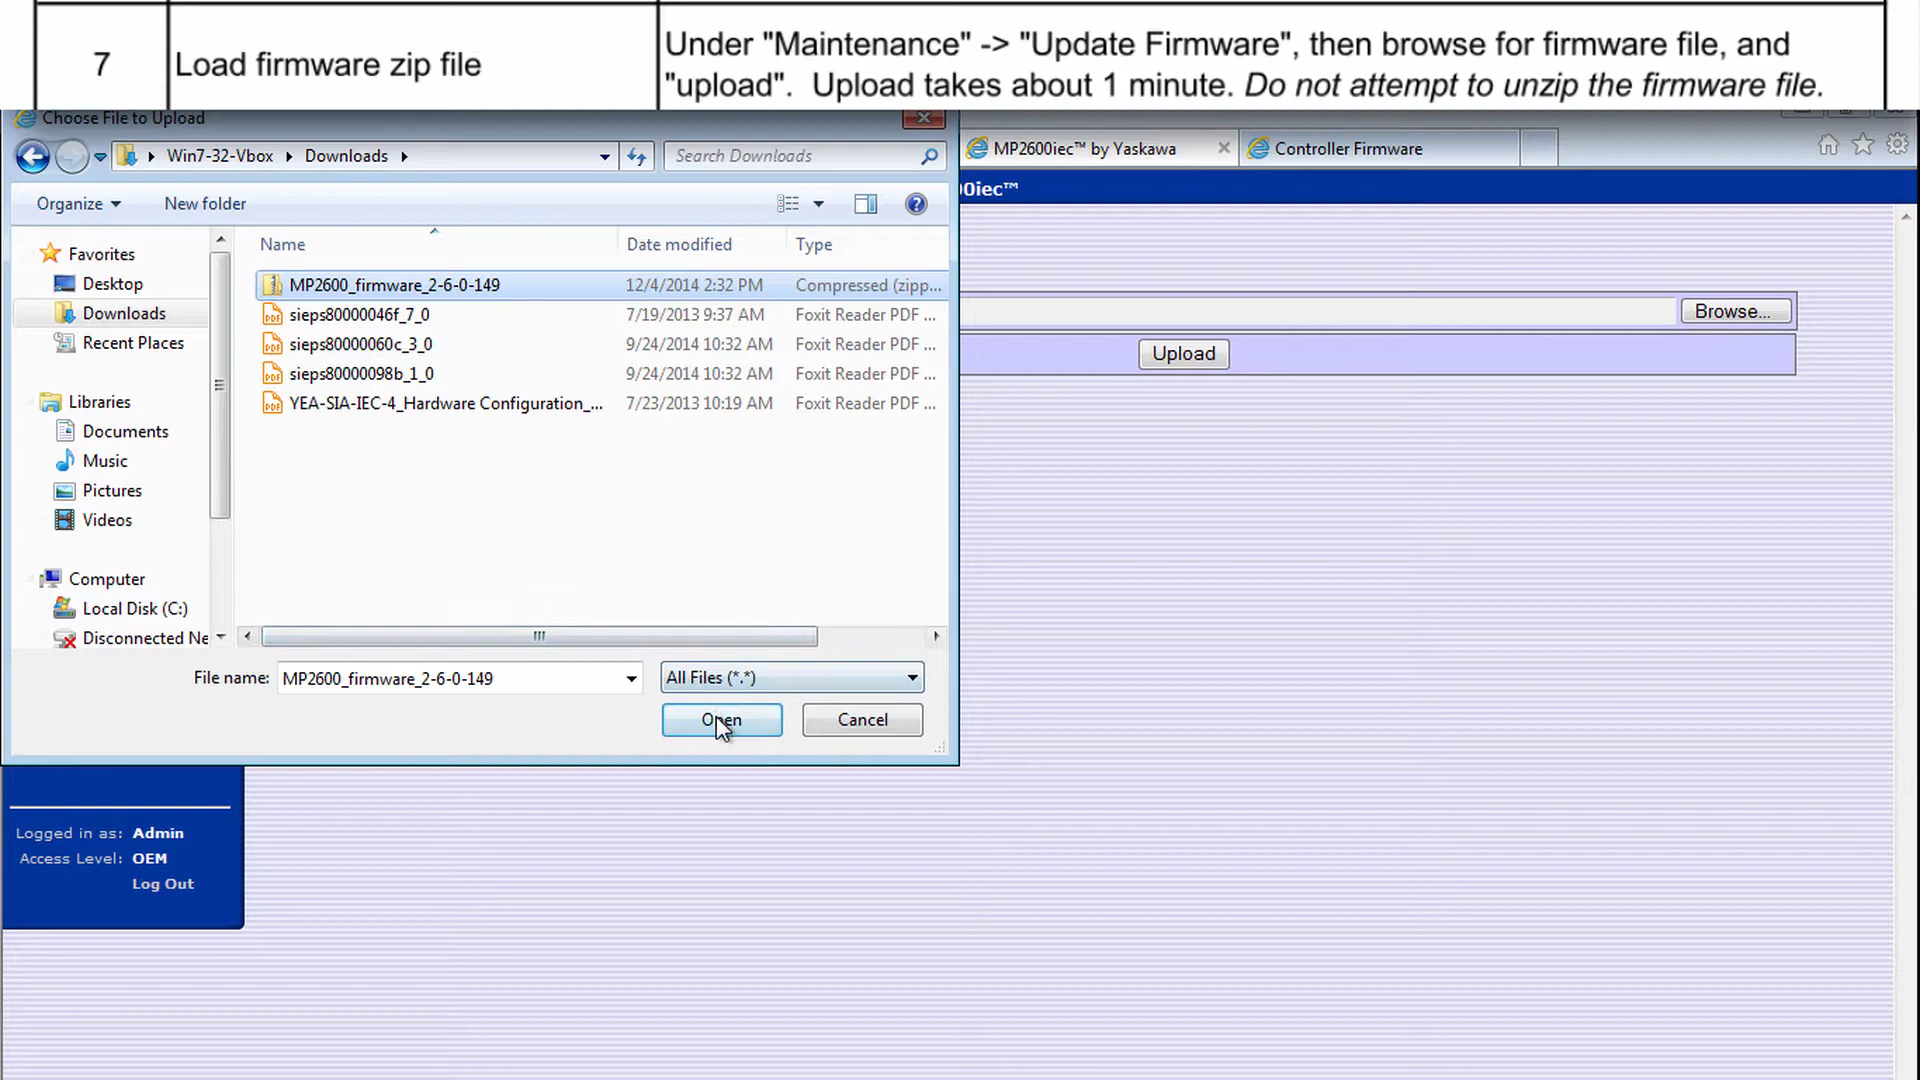 7
Load firmware zip file
Under "Maintenance" -> "Update Firmware", then browse for firmware file, and
"upload". Upload takes about 1 minute. Do not attempt to unzip the firmware file.
Choose File to Upload
Win7-32-Vbox
Downloads
Search Downloads
MP2600iec™ by Yaskawa
Controller Firmware
0iec™
Organize
New folder
Name
Date modified
Type
Favorites
Desktop
Downloads
Recent Places
Libraries
Documents
Music
Pictures
Videos
Computer
Local Disk (C:)
Disconnected Ne
MP2600_firmware_2-6-0-149 12/4/2014 2:32 PM Compressed (zipp...
sieps80000046f_7_0 7/19/2013 9:37 AM Foxit Reader PDF ...
sieps80000060c_3_0 9/24/2014 10:32 AM Foxit Reader PDF ...
sieps80000098b_1_0 9/24/2014 10:32 AM Foxit Reader PDF ...
YEA-SIA-IEC-4_Hardware Configuration_... 7/23/2013 10:19 AM Foxit Reader PDF ...
Browse...
Upload
File name: MP2600_firmware_2-6-0-149
All Files (*.*)
Open
Cancel
Logged in as: Admin
Access Level: OEM
Log Out